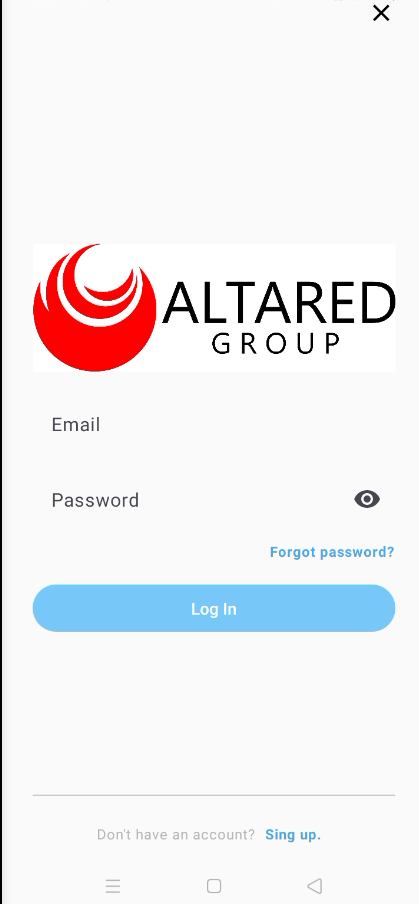 ALTARED
GROUP
Email
Password
Forgot password?
Log In
Don't have an account? Sing up.